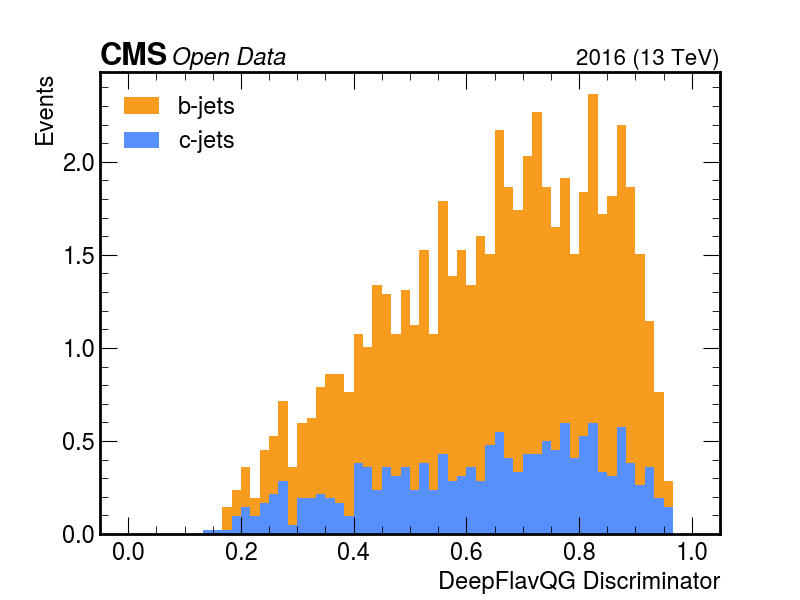 CMS Open Data 2016 (13 TeV)
Events
b-jets
c-jets
2.0
1.5
1.0
0.5
0.0
0.0 0.2 0.4 0.6 0.8 1.0
DeepFlavQG Discriminator